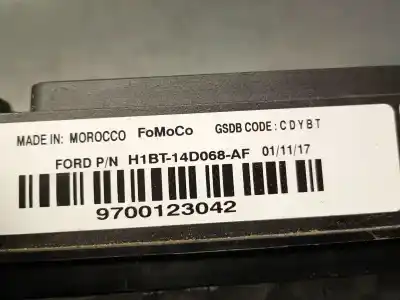 MADE IN: MOROCCO FoMoCo GSDB CODE: CDYBT
FORD P/N H1BT-14D068-AF 01/11/17
9700123042